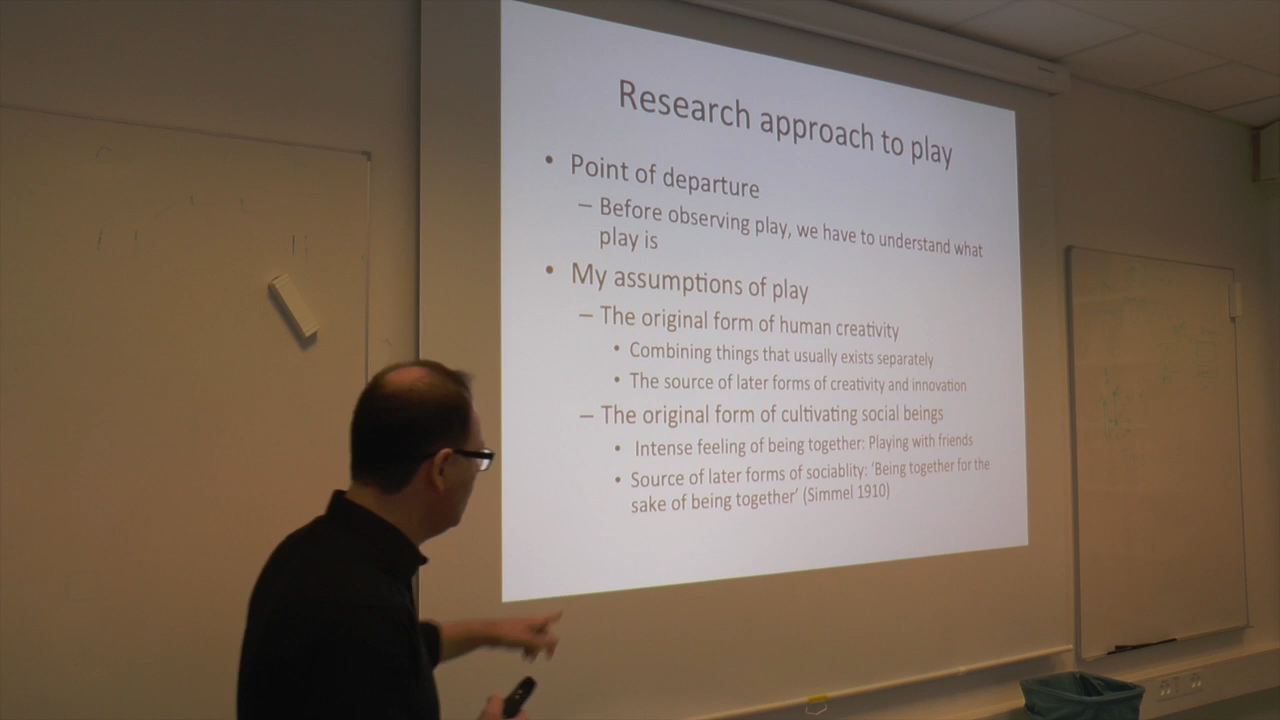 Research approach to play
• Point of departure
– Before observing play, we have to understand what
play is
• My assumptions of play
– The original form of human creativity
• Combining things that usually exists separately
• The source of later forms of creativity and innovation
– The original form of cultivating social beings
• Intense feeling of being together: Playing with friends
• Source of later forms of sociablity: ‘Being together for the
sake of being together’ (Simmel 1910)